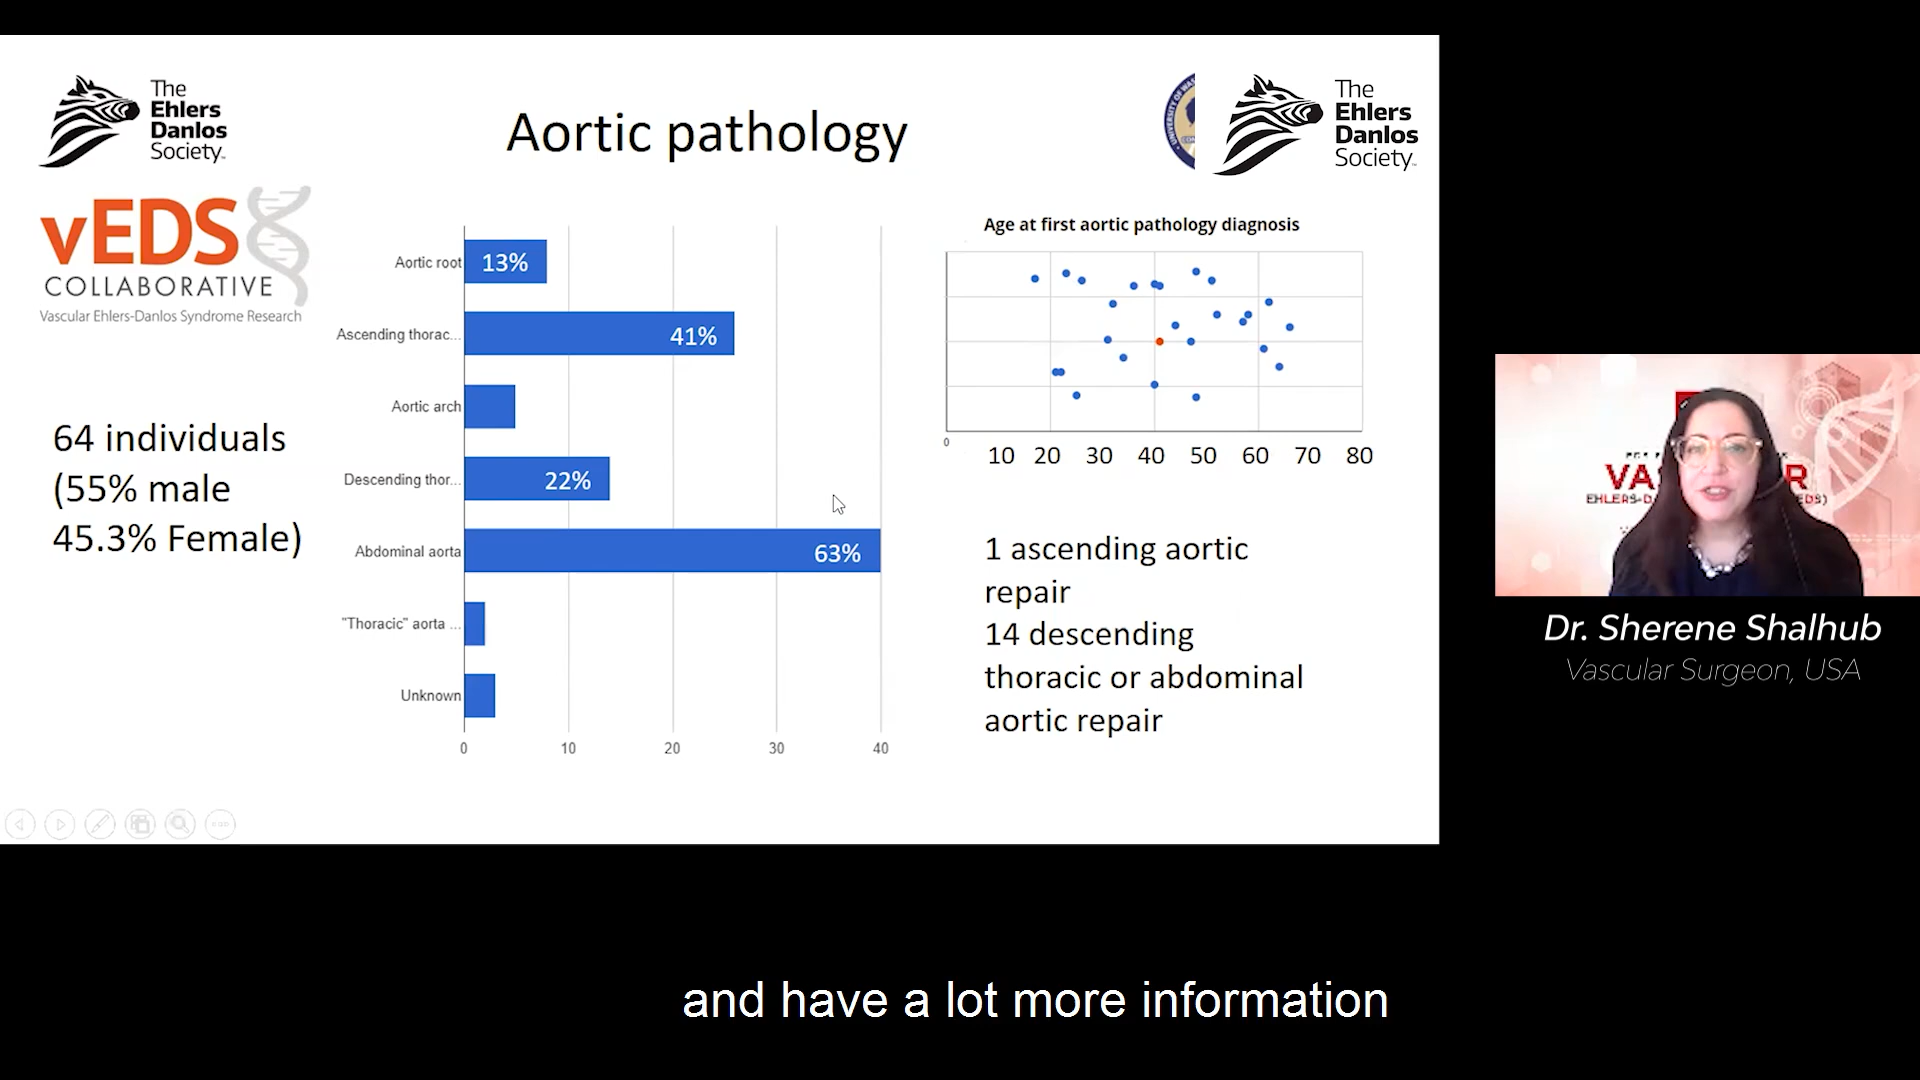 The
Ehlers
Danlos
Society
Aortic pathology
The
Ehlers
Danlos
Society
vEDS
COLLABORATIVE
Vascular Ehlers-Danlos Syndrome Research
64 individuals
(55% male
45.3% Female)
Aortic root
13%
Ascending thorac...
41%
Aortic arch
Descending thor...
22%
Abdominal aorta
63%
"Thoracic" aorta ...
Unknown
0 10 20 30 40
Age at first aortic pathology diagnosis
0
10 20 30 40 50 60 70 80
1 ascending aortic
repair
14 descending
thoracic or abdominal
aortic repair
Dr. Sherene Shalhub
Vascular Surgeon, USA
and have a lot more information